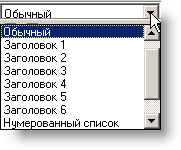 Обычный
Обычный
Заголовок 1
Заголовок 2
Заголовок 3
Заголовок 4
Заголовок 5
Заголовок 6
Нумерованный список